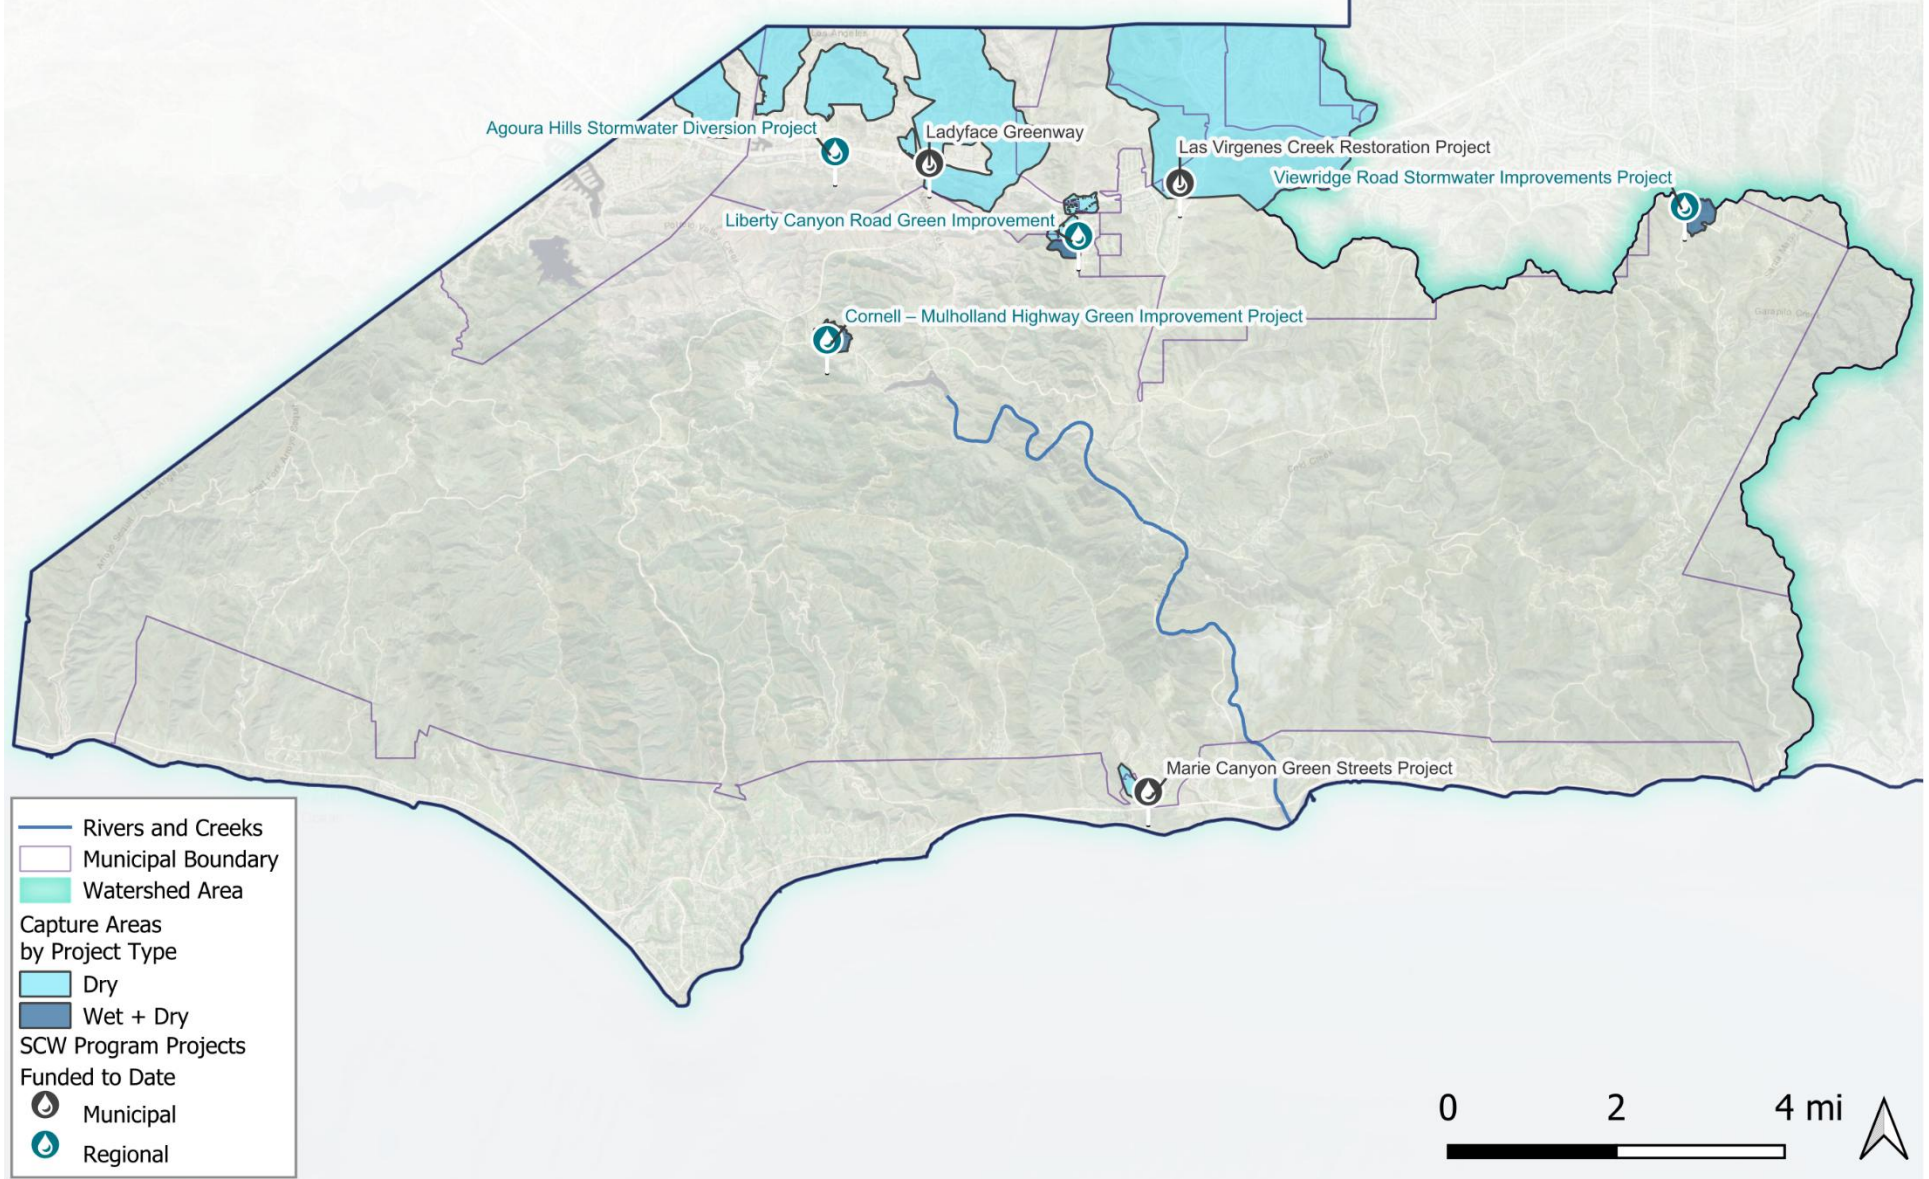 Los Angeles
Agoura Hills Stormwater Diversion Project
Ladyface Greenway
Las Virgenes Creek Restoration Project
Viewridge Road Stormwater Improvements Project
Liberty Canyon Road Green Improvement
Cornell – Mulholland Highway Green Improvement Project
Marie Canyon Green Streets Project
Rivers and Creeks
Municipal Boundary
Watershed Area
Capture Areas
by Project Type
Dry
Wet + Dry
SCW Program Projects
Funded to Date
Municipal
Regional
0 2 4 mi